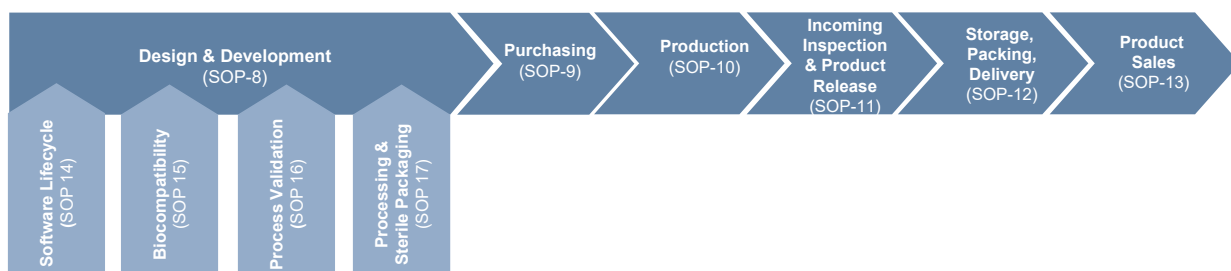 Design & Development
(SOP-8)
Purchasing
(SOP-9)
Production
(SOP-10)
Incoming
Inspection
& Product
Release
(SOP-11)
Storage,
Packing,
Delivery
(SOP-12)
Product
Sales
(SOP-13)
Software Lifecycle
(SOP 14)
Biocompatibility
(SOP 15)
Process Validation
(SOP 16)
Processing &
Sterile Packaging
(SOP 17)